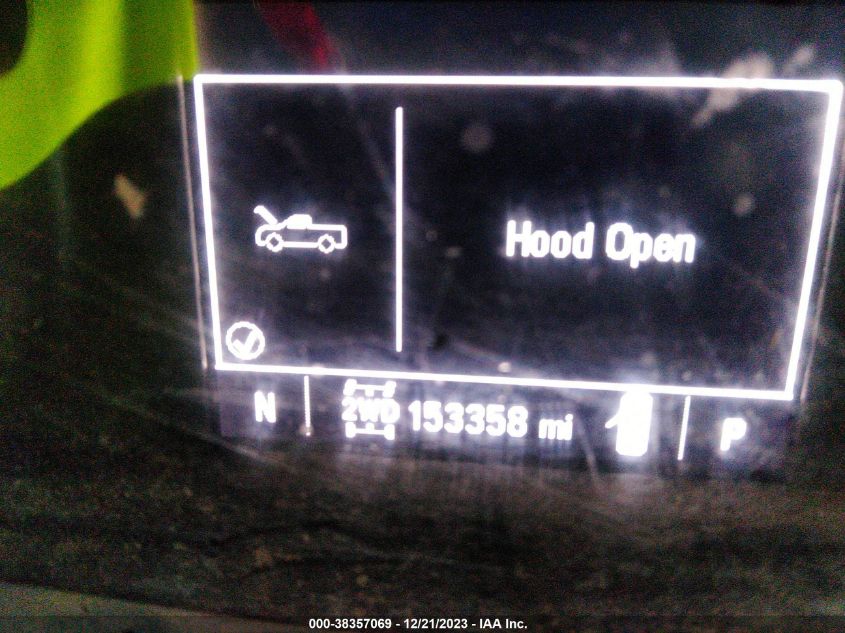 Hood Open
N 2WD 153358 mi P
000-38357069 - 12/21/2023 - IAA Inc.